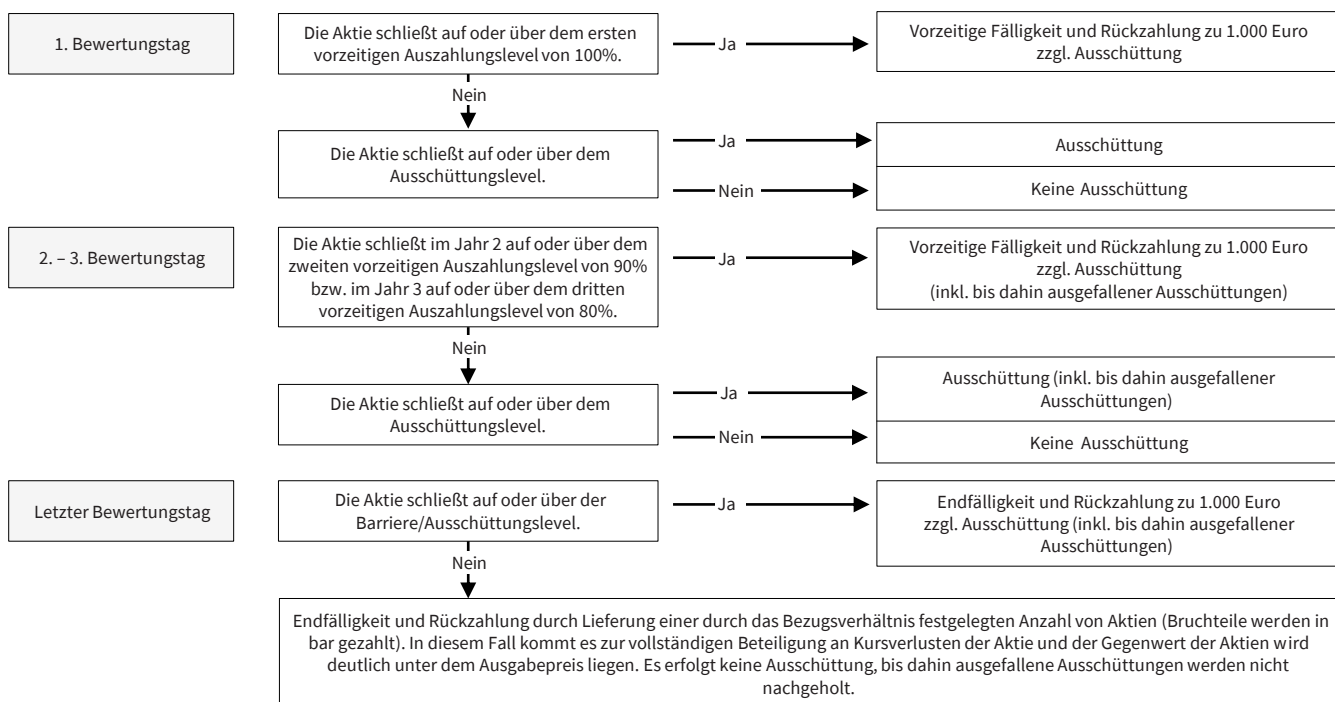 1. Bewertungstag
Die Aktie schließt auf oder über dem ersten
vorzeitigen Auszahlungslevel von 100%.
Ja
Vorzeitige Fälligkeit und Rückzahlung zu 1.000 Euro
zzgl. Ausschüttung
Nein
Die Aktie schließt auf oder über dem
Ausschüttungslevel.
Ja
Ausschüttung
Nein
Keine Ausschüttung
2. – 3. Bewertungstag
Die Aktie schließt im Jahr 2 auf oder über dem
zweiten vorzeitigen Auszahlungslevel von 90%
bzw. im Jahr 3 auf oder über dem dritten
vorzeitigen Auszahlungslevel von 80%.
Ja
Vorzeitige Fälligkeit und Rückzahlung zu 1.000 Euro
zzgl. Ausschüttung
(inkl. bis dahin ausgefallener Ausschüttungen)
Nein
Die Aktie schließt auf oder über dem
Ausschüttungslevel.
Ja
Ausschüttung (inkl. bis dahin ausgefallener
Ausschüttungen)
Nein
Keine Ausschüttung
Letzter Bewertungstag
Die Aktie schließt auf oder über der
Barriere/Ausschüttungslevel.
Ja
Endfälligkeit und Rückzahlung zu 1.000 Euro
zzgl. Ausschüttung (inkl. bis dahin ausgefallener
Ausschüttungen)
Nein
Endfälligkeit und Rückzahlung durch Lieferung einer durch das Bezugsverhältnis festgelegten Anzahl von Aktien (Bruchteile werden in
bar gezahlt). In diesem Fall kommt es zur vollständigen Beteiligung an Kursverlusten der Aktie und der Gegenwert der Aktien wird
deutlich unter dem Ausgabepreis liegen. Es erfolgt keine Ausschüttung, bis dahin ausgefallene Ausschüttungen werden nicht
nachgeholt.